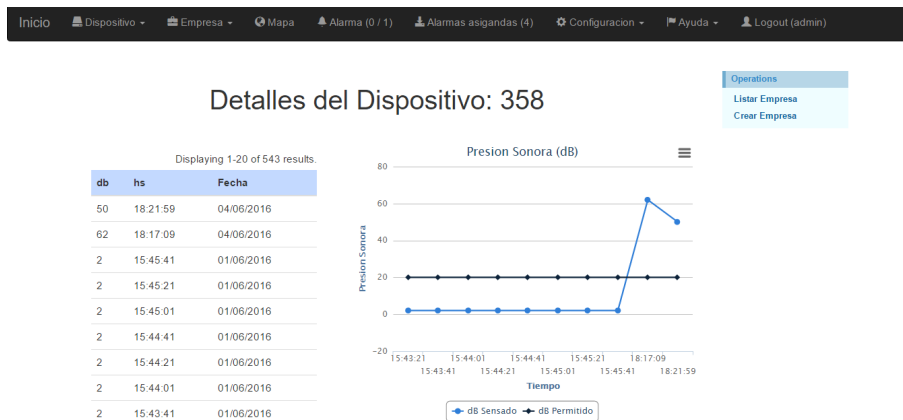 Inicio Dispositivo Empresa Mapa Alarma (0 / 1) Alarmas asigandas (4) Configuracion Ayuda Logout (admin)
Operations
Listar Empresa
Crear Empresa
Detalles del Dispositivo: 358
Displaying 1-20 of 543 results.
db hs Fecha
50 18:21:59 04/06/2016
62 18:17:09 04/06/2016
2 15:45:41 01/06/2016
2 15:45:21 01/06/2016
2 15:45:01 01/06/2016
2 15:44:41 01/06/2016
2 15:44:21 01/06/2016
2 15:44:01 01/06/2016
2 15:43:41 01/06/2016
Presion Sonora (dB)
Presion Sonora
80
60
40
20
0
-20
15:43:21 15:44:01 15:44:41 15:45:21 18:17:09
15:43:41 15:44:21 15:45:01 15:45:41 18:21:59
Tiempo
dB Sensado dB Permitido